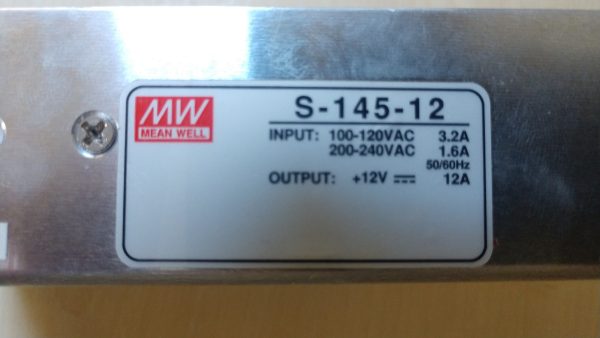 MW
MEAN WELL
S-145-12
INPUT: 100-120VAC 3.2A
200-240VAC 1.6A
50/60Hz
OUTPUT: +12V ⎓ 12A